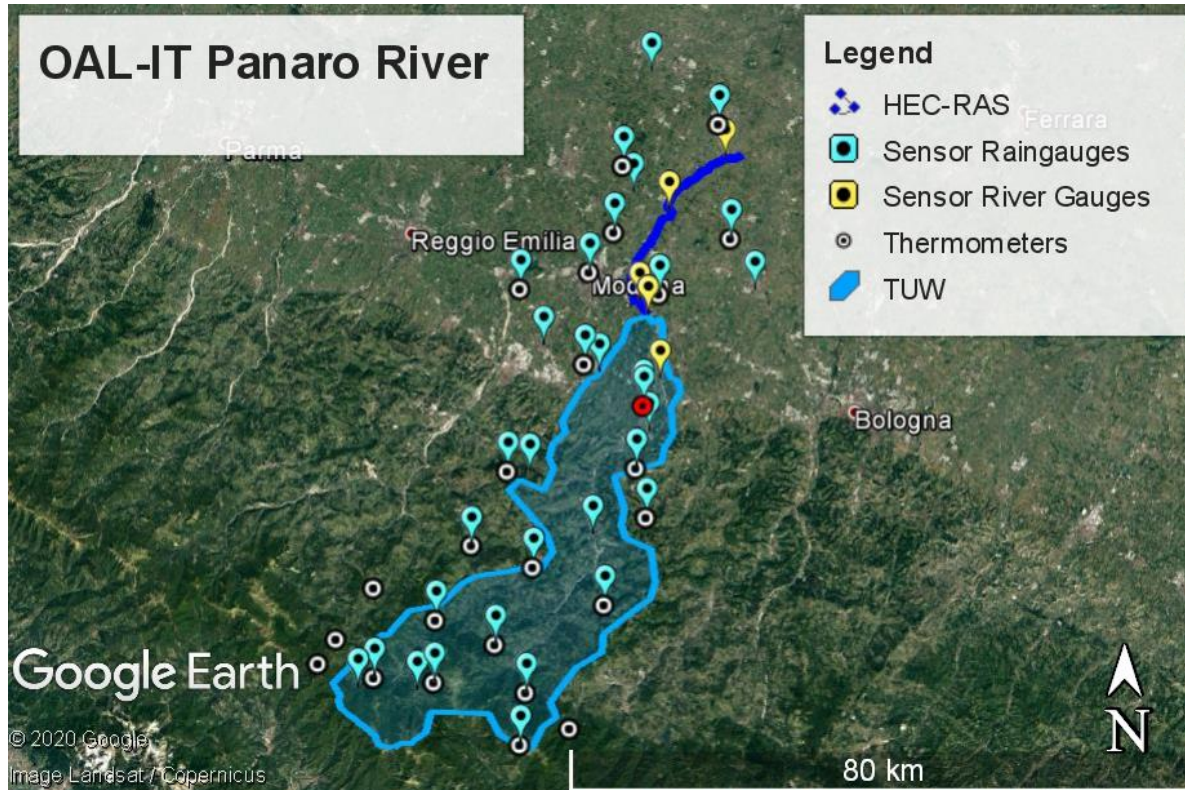 OAL-IT Panaro River
Legend
HEC-RAS
Sensor Raingauges
Sensor River Gauges
Thermometers
TUW
Ferrara
Parma
Reggio Emilia
Modena
Bologna
Google Earth
© 2020 Google
Image Landsat / Copernicus
N
80 km